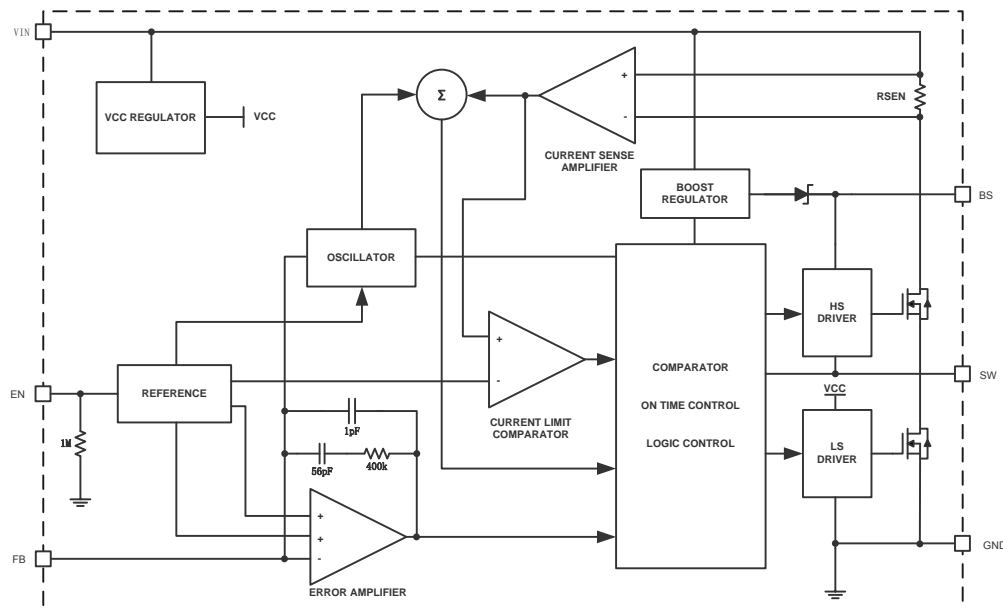 VIN
VCC REGULATOR
VCC
Σ
+
-
CURRENT SENSE
AMPLIFIER
RSEN
BOOST
REGULATOR
BS
OSCILLATOR
HS
DRIVER
+
-
CURRENT LIMIT
COMPARATOR
COMPARATOR
ON TIME CONTROL
LOGIC CONTROL
SW
EN
REFERENCE
1M
1pF
56pF
400k
VCC
LS
DRIVER
+
+
-
ERROR AMPLIFIER
FB
GND